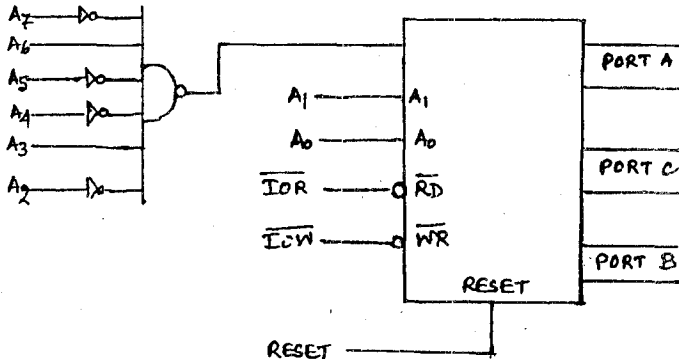 A7
A6
A5
A4
A3
A2
A1 A1
A0 A0
IOR RD
IOW WR
RESET
RESET
PORT A
PORT C
PORT B